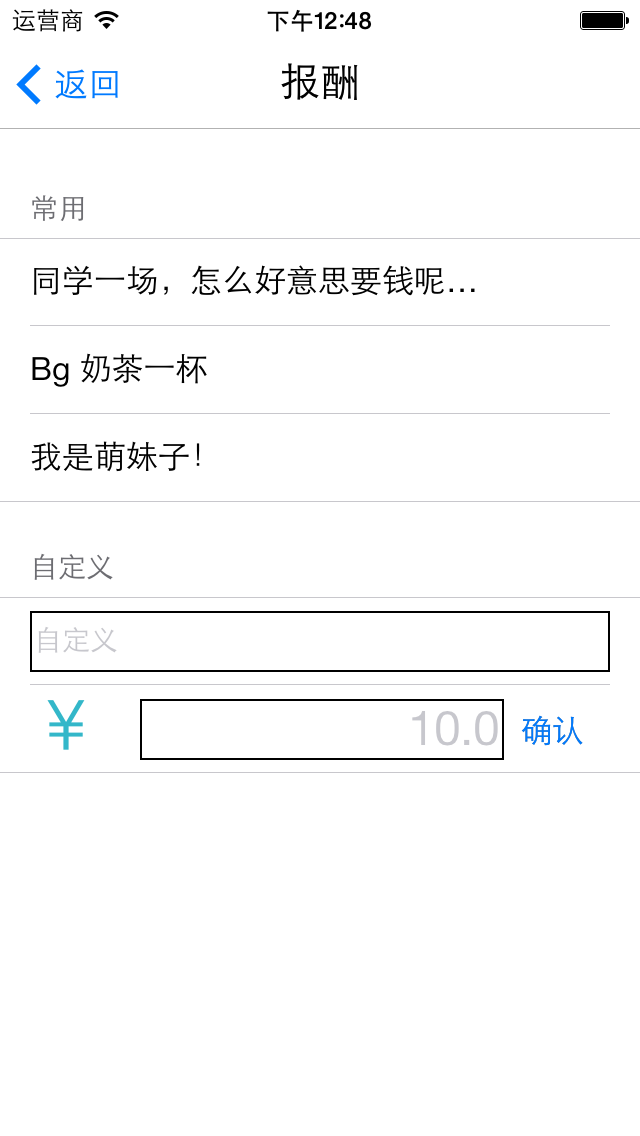 运营商 下午12:48
返回 报酬
常用
同学一场，怎么好意思要钱呢…
Bg 奶茶一杯
我是萌妹子！
自定义
自定义
¥ 10.0 确认